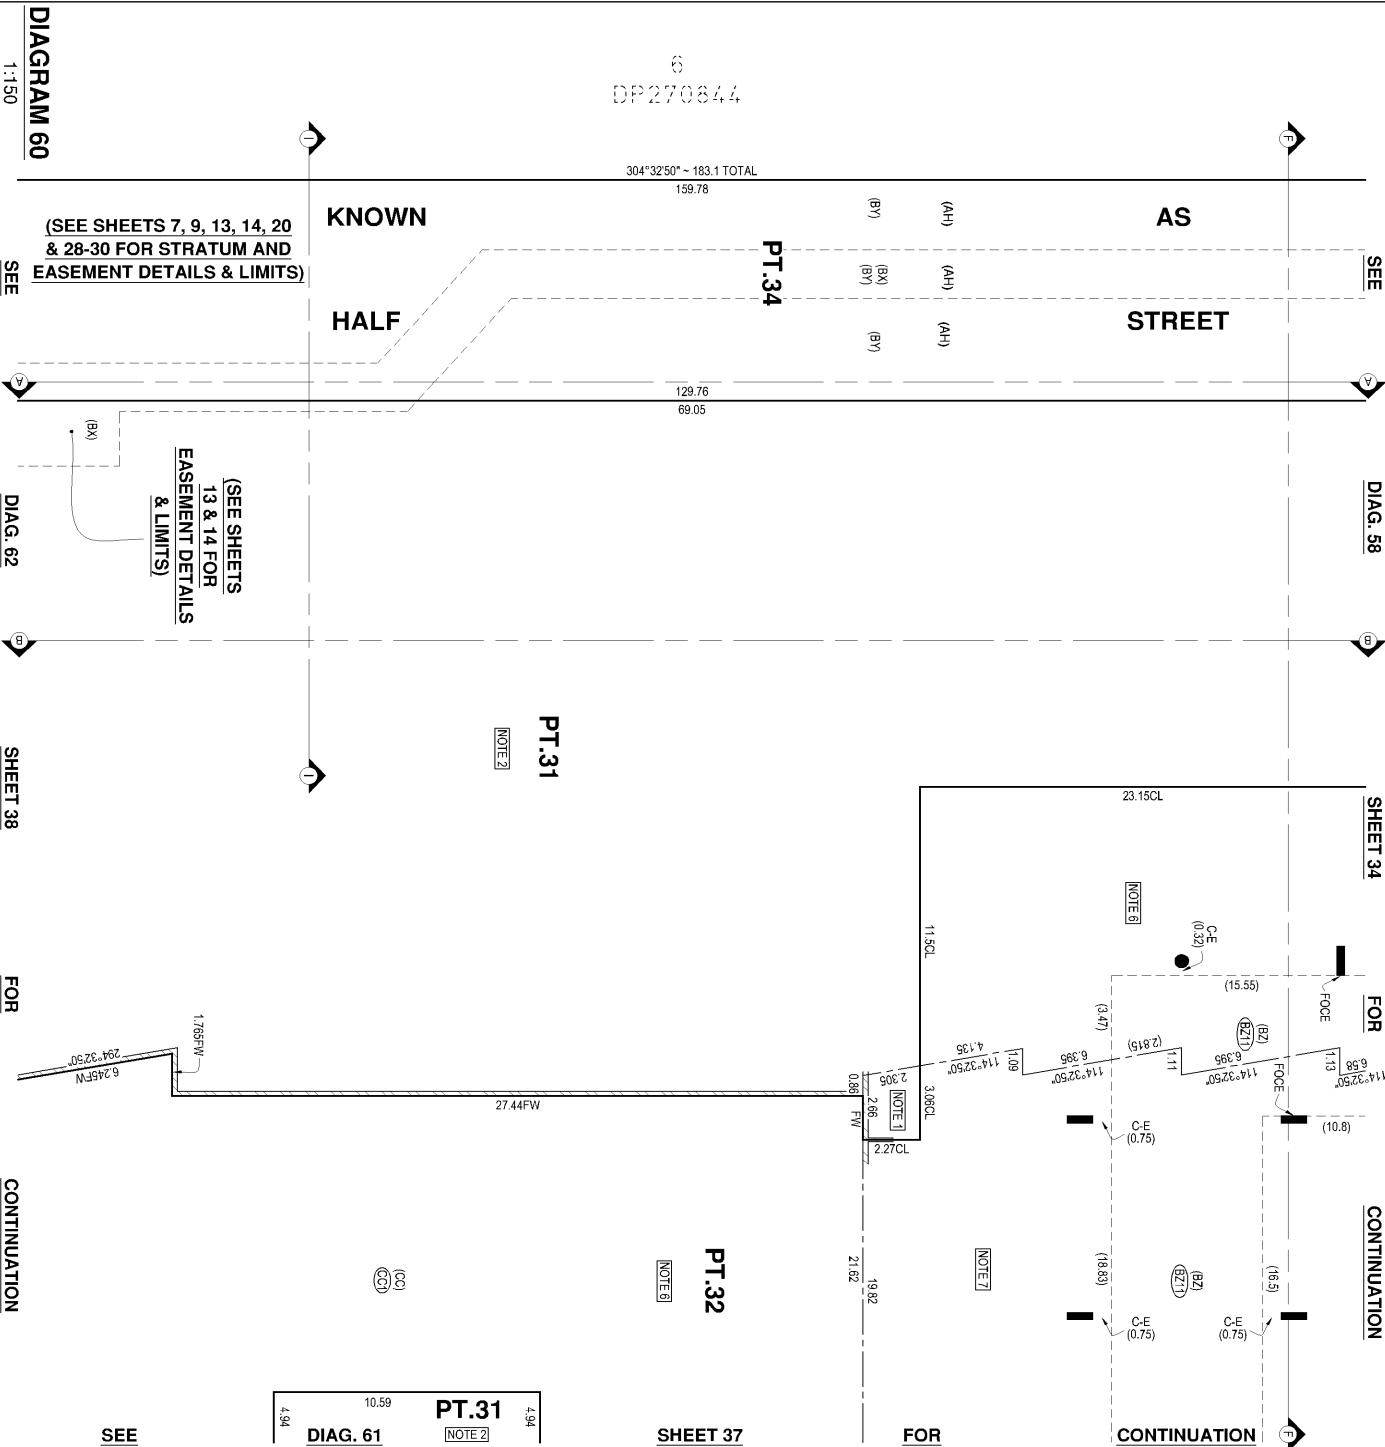 DIAGRAM 60
1:150
6
DP270844
I
F
304°32'50" ~ 183.1 TOTAL
159.78
(SEE SHEETS 7, 9, 13, 14, 20
& 28-30 FOR STRATUM AND
EASEMENT DETAILS & LIMITS)
KNOWN
AS
HALF
STREET
PT.34
(BY)
(AH)
(BX)
(BY)
(AH)
(BY)
(AH)
SEE
SEE
A
A
129.76
69.05
(BX)
(SEE SHEETS
13 & 14 FOR
EASEMENT DETAILS
& LIMITS)
DIAG. 62
DIAG. 58
B
B
PT.31
NOTE 2
I
SHEET 38
SHEET 34
23.15CL
NOTE 6
11.5CL
C-E
(0.32)
(15.55)
FOCE
FOR
FOR
(3.47)
(BZ)
BZ11
1.765FW
294°32'50"
6.245FW
27.44FW
4.135
2.305
114°32'50"
1.09
6.395
(2.815)
114°32'50"
1.11
6.395
114°32'50"
1.13
6.58
114°32'50"
FOCE
0.86
2.66
FW
NOTE 1
3.06CL
2.27CL
C-E
(0.75)
(10.8)
CONTINUATION
CONTINUATION
(CC)
CC1
NOTE 6
PT.32
21.62
19.82
NOTE 7
(18.83)
(BZ)
BZ11
(16.5)
C-E
(0.75)
C-E
(0.75)
4.94
10.59
PT.31
NOTE 2
4.94
SEE
DIAG. 61
SHEET 37
FOR
CONTINUATION
F